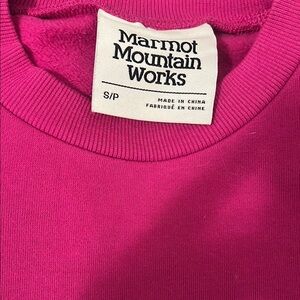 Marmot
Mountain
Works
S/P
MADE IN CHINA
FABRIQUÉ EN CHINE